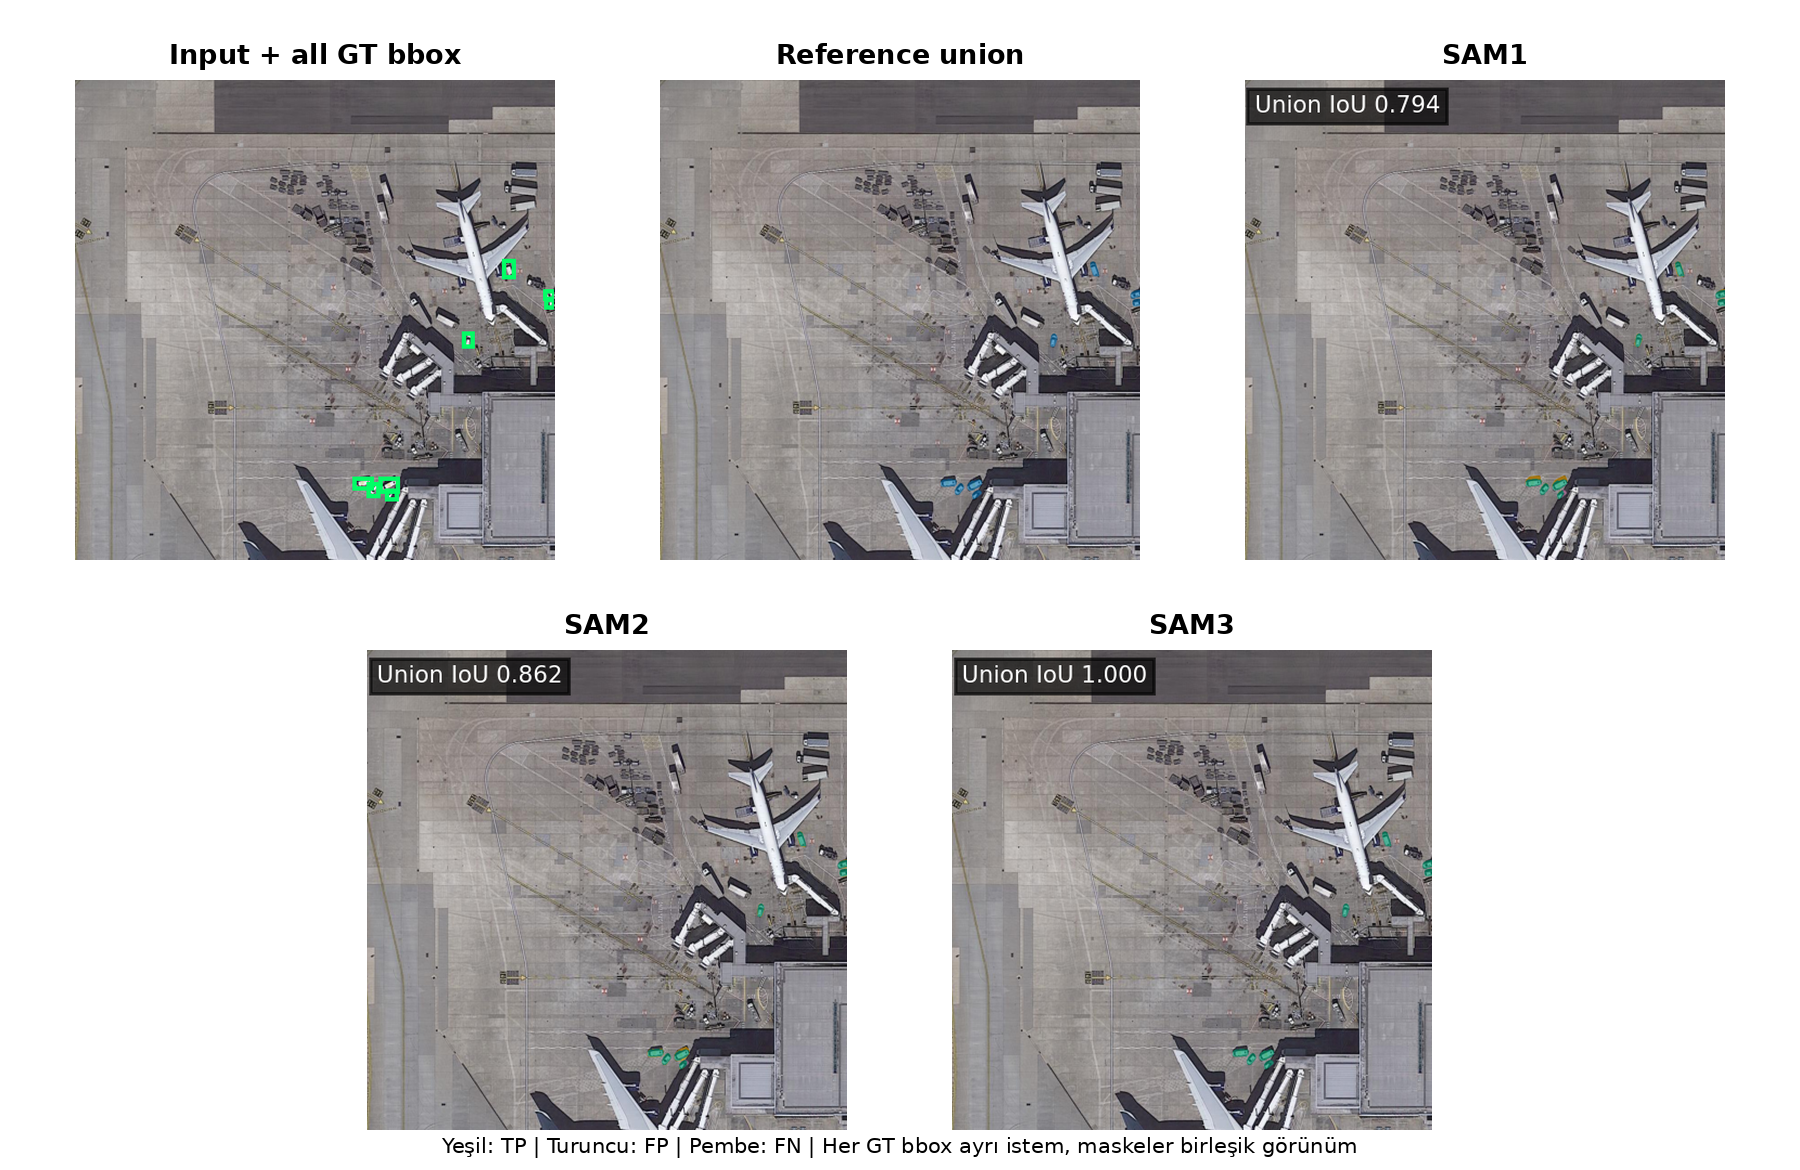 Input + all GT bbox
Reference union
SAM1
Union IoU 0.794
SAM2
SAM3
Union IoU 0.862
Union IoU 1.000
Yeşil: TP | Turuncu: FP | Pembe: FN | Her GT bbox ayrı istem, maskeler birleşik görünüm